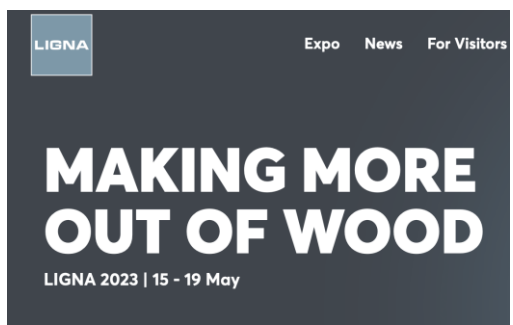 LIGNA
Expo News For Visitors
MAKING MORE
OUT OF WOOD
LIGNA 2023 | 15 - 19 May